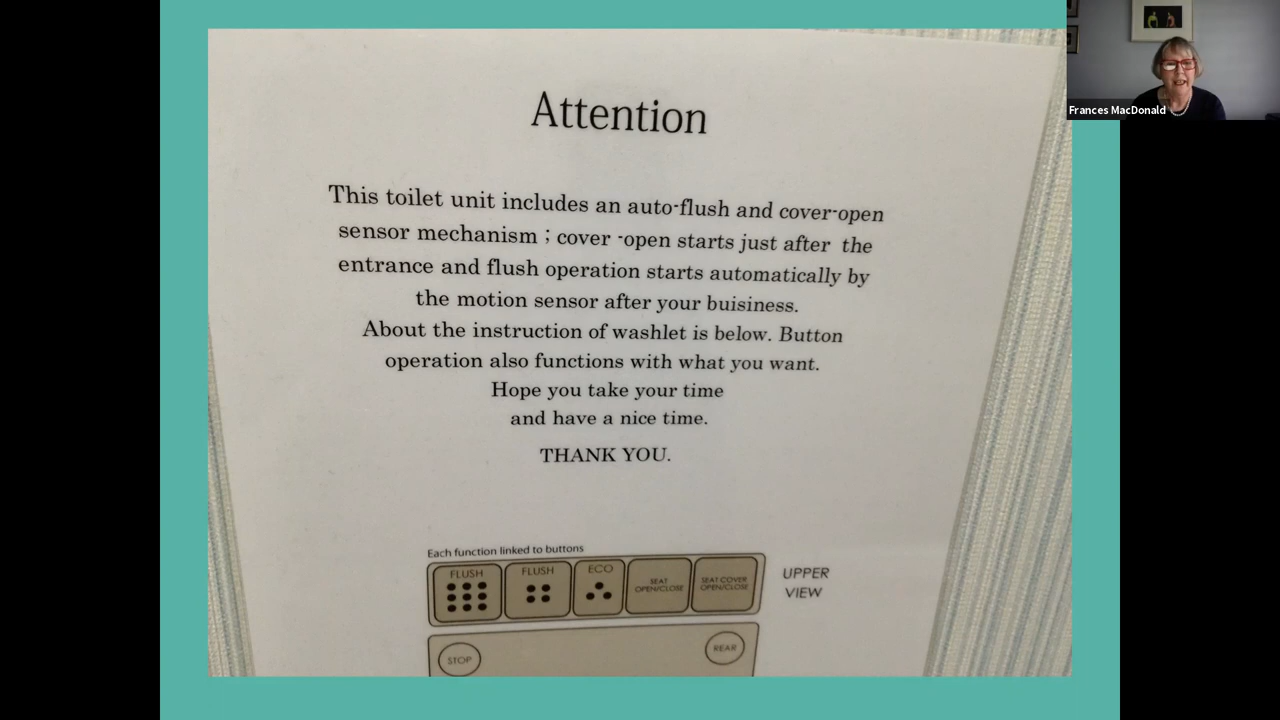 Attention
This toilet unit includes an auto-flush and cover-open
sensor mechanism ; cover -open starts just after the
entrance and flush operation starts automatically by
the motion sensor after your buisiness.
About the instruction of washlet is below. Button
operation also functions with what you want.
Hope you take your time
and have a nice time.
THANK YOU.
Each function linked to buttons
FLUSH FLUSH ECO SEAT OPEN/CLOSE SEAT COVER OPEN/CLOSE
UPPER
VIEW
STOP REAR
Frances MacDonald